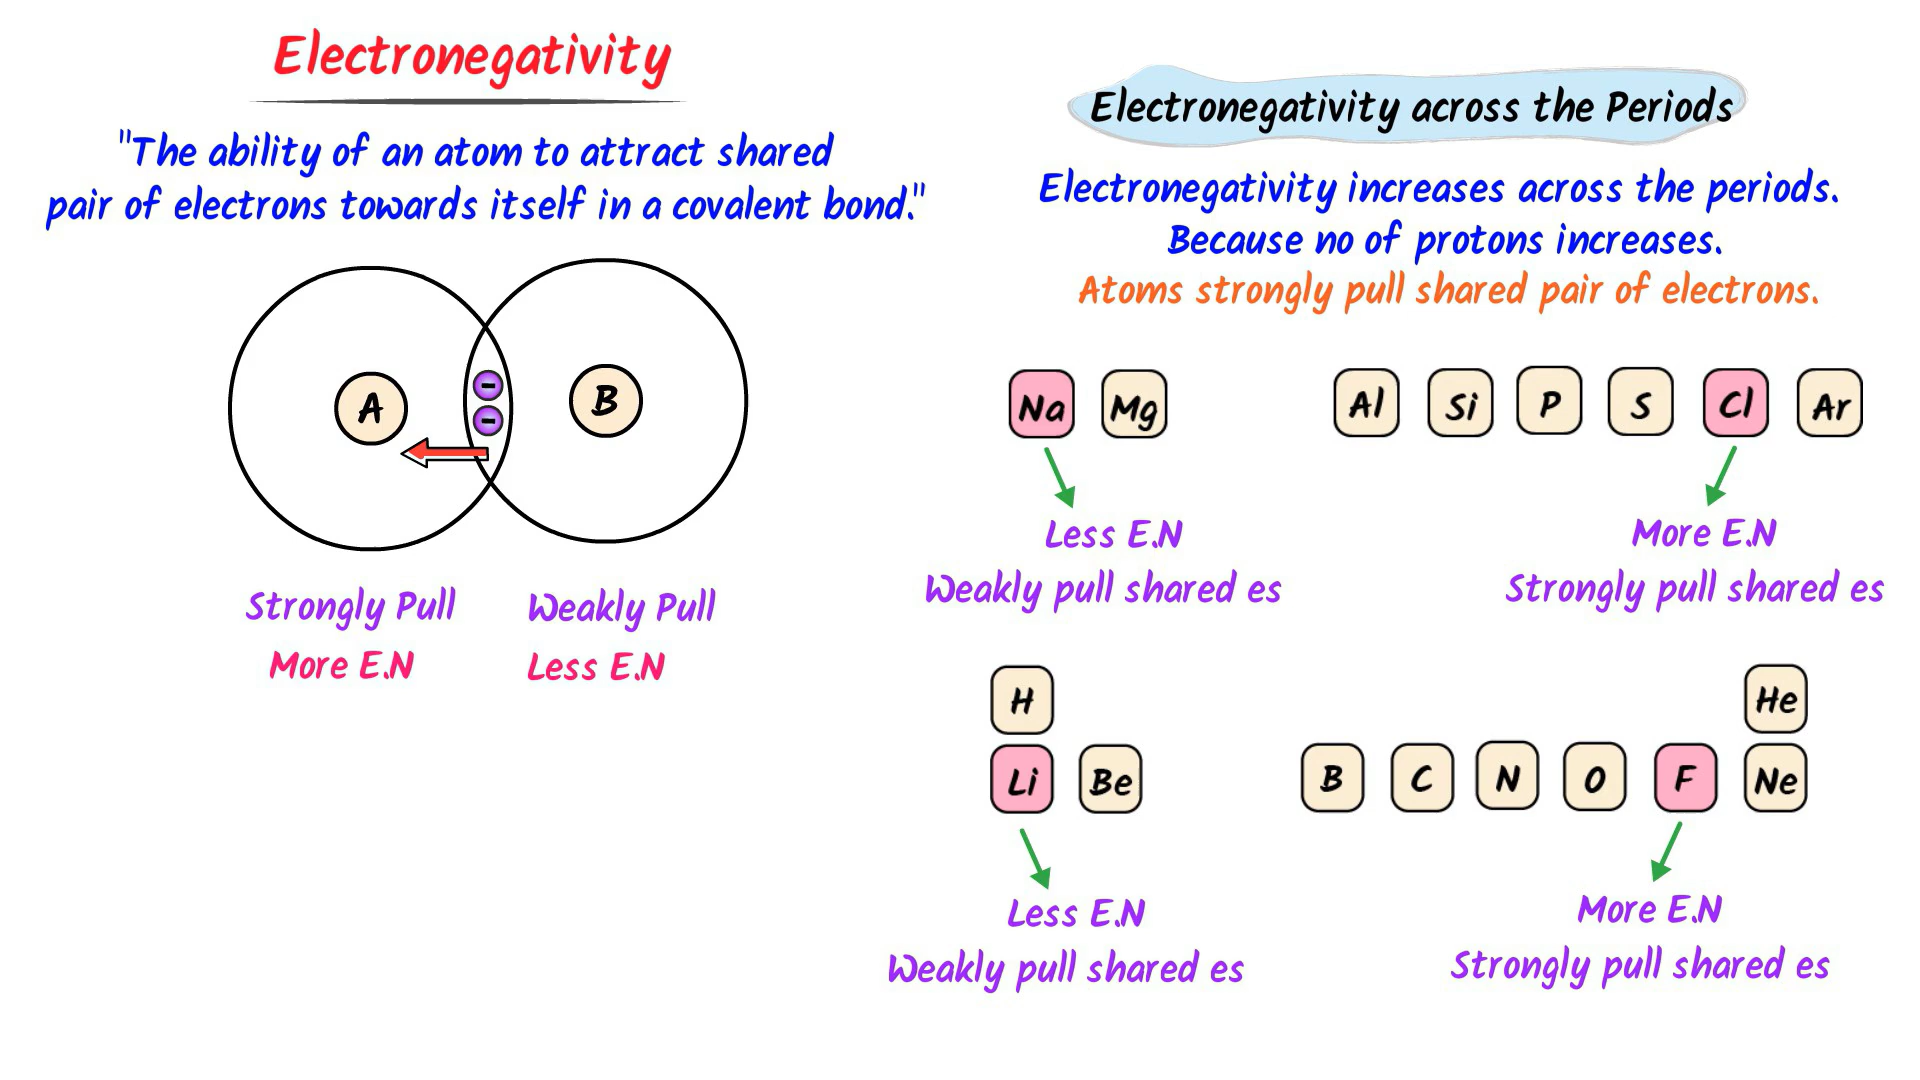 Electronegativity
"The ability of an atom to attract shared
pair of electrons towards itself in a covalent bond."
A
B
Strongly Pull
Weakly Pull
More E.N
Less E.N
Electronegativity across the Periods
Electronegativity increases across the periods.
Because no of protons increases.
Atoms strongly pull shared pair of electrons.
Na Mg Al Si P S Cl Ar
Less E.N
Weakly pull shared es
More E.N
Strongly pull shared es
H He
Li Be B C N O F Ne
Less E.N
Weakly pull shared es
More E.N
Strongly pull shared es